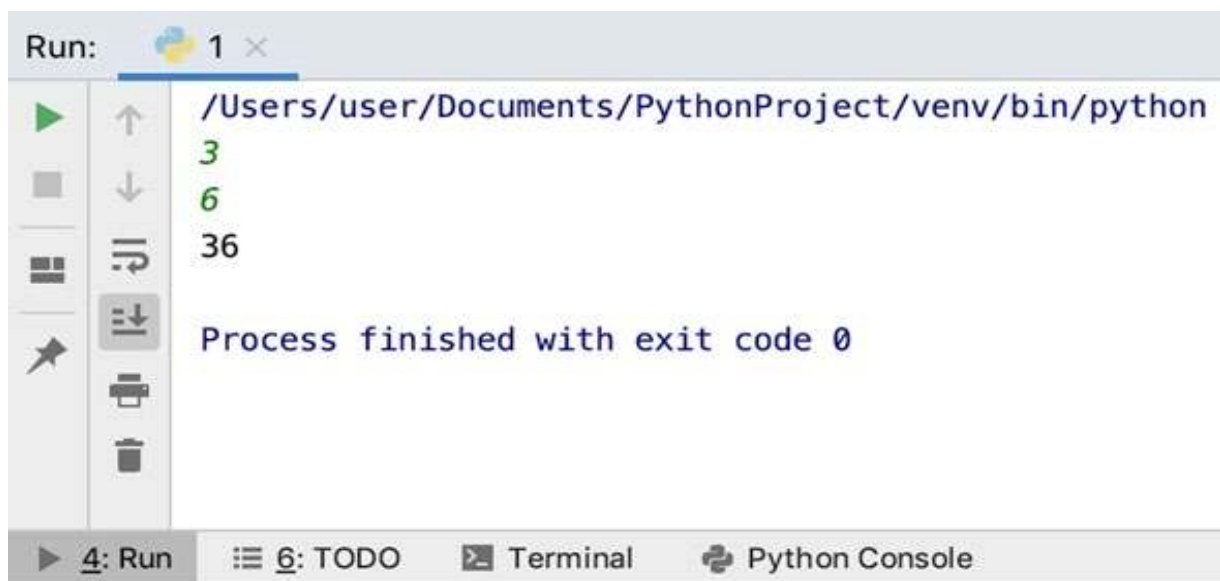 Run: 1
/Users/user/Documents/PythonProject/venv/bin/python
3
6
36
Process finished with exit code 0
4: Run 6: TODO Terminal Python Console